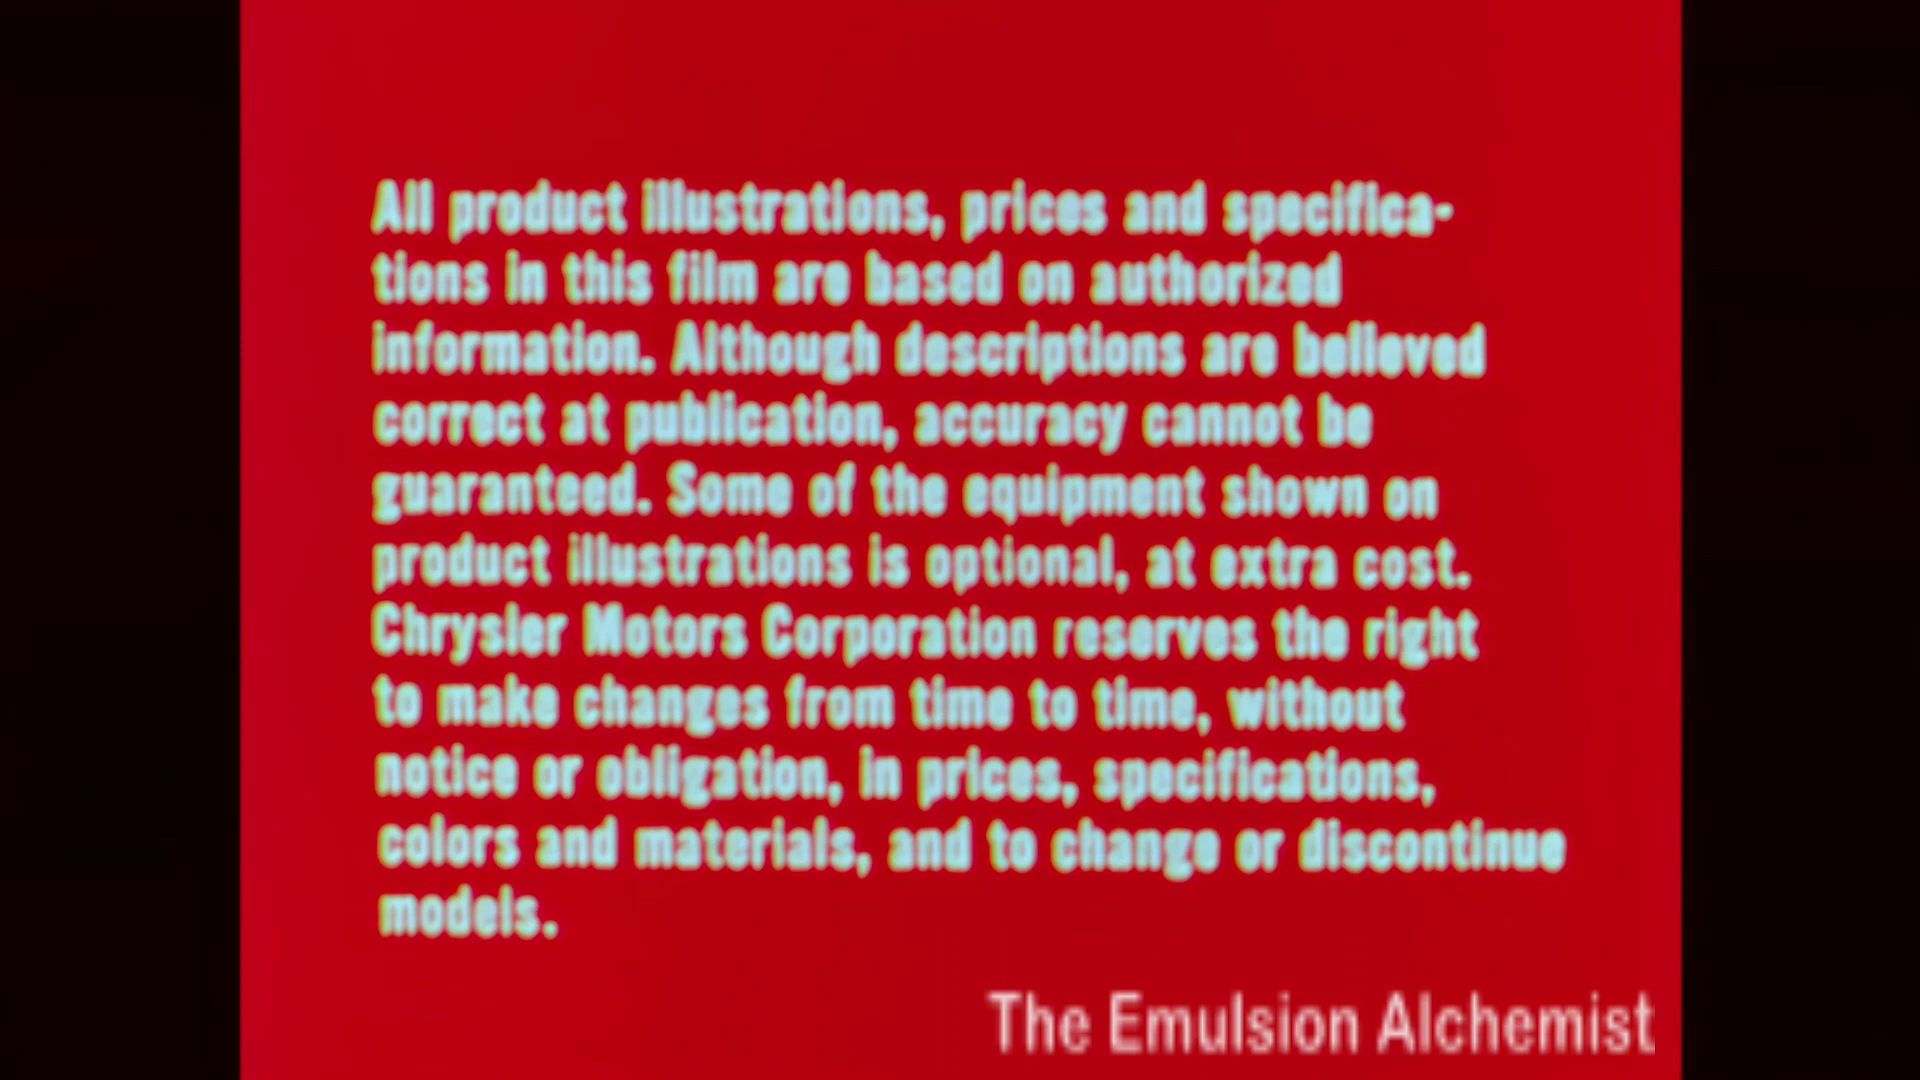 All product illustrations, prices and specifica-
tions in this film are based on authorized
information. Although descriptions are believed
correct at publication, accuracy cannot be
guaranteed. Some of the equipment shown on
product illustrations is optional, at extra cost.
Chrysler Motors Corporation reserves the right
to make changes from time to time, without
notice or obligation, in prices, specifications,
colors and materials, and to change or discontinue
models.
The Emulsion Alchemist